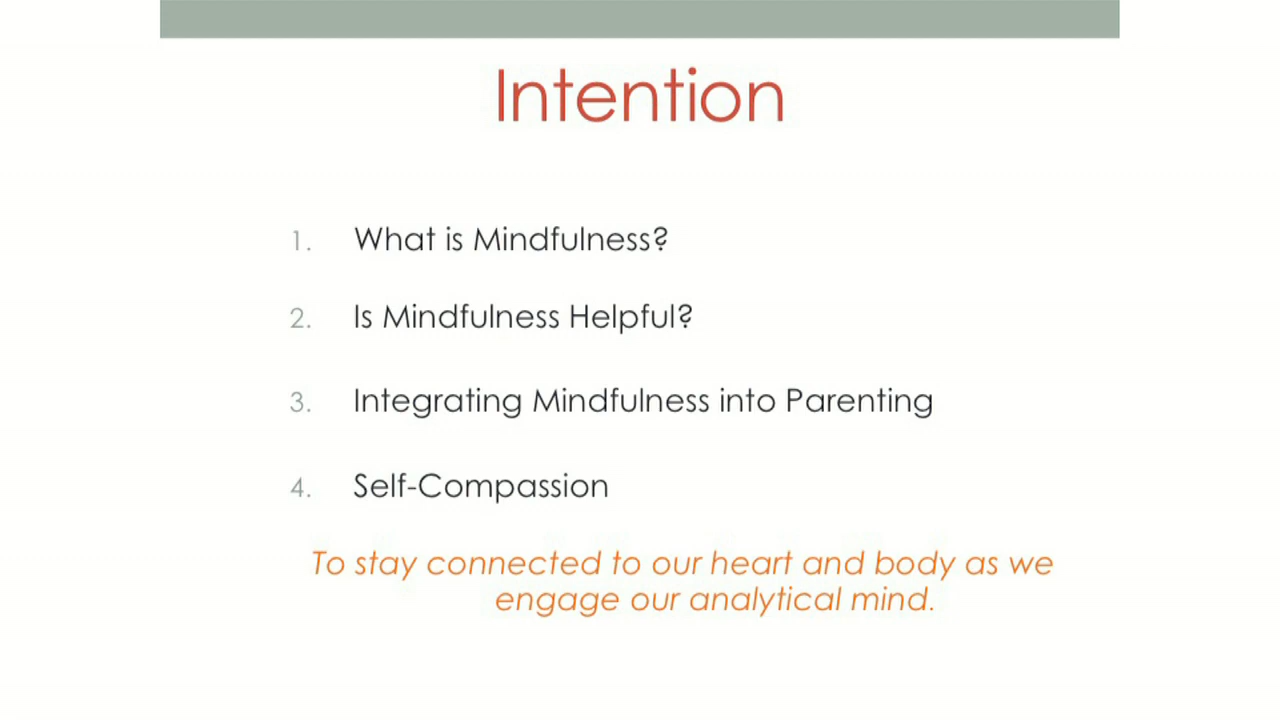 Intention
1. What is Mindfulness?
2. Is Mindfulness Helpful?
3. Integrating Mindfulness into Parenting
4. Self-Compassion
To stay connected to our heart and body as we
engage our analytical mind.